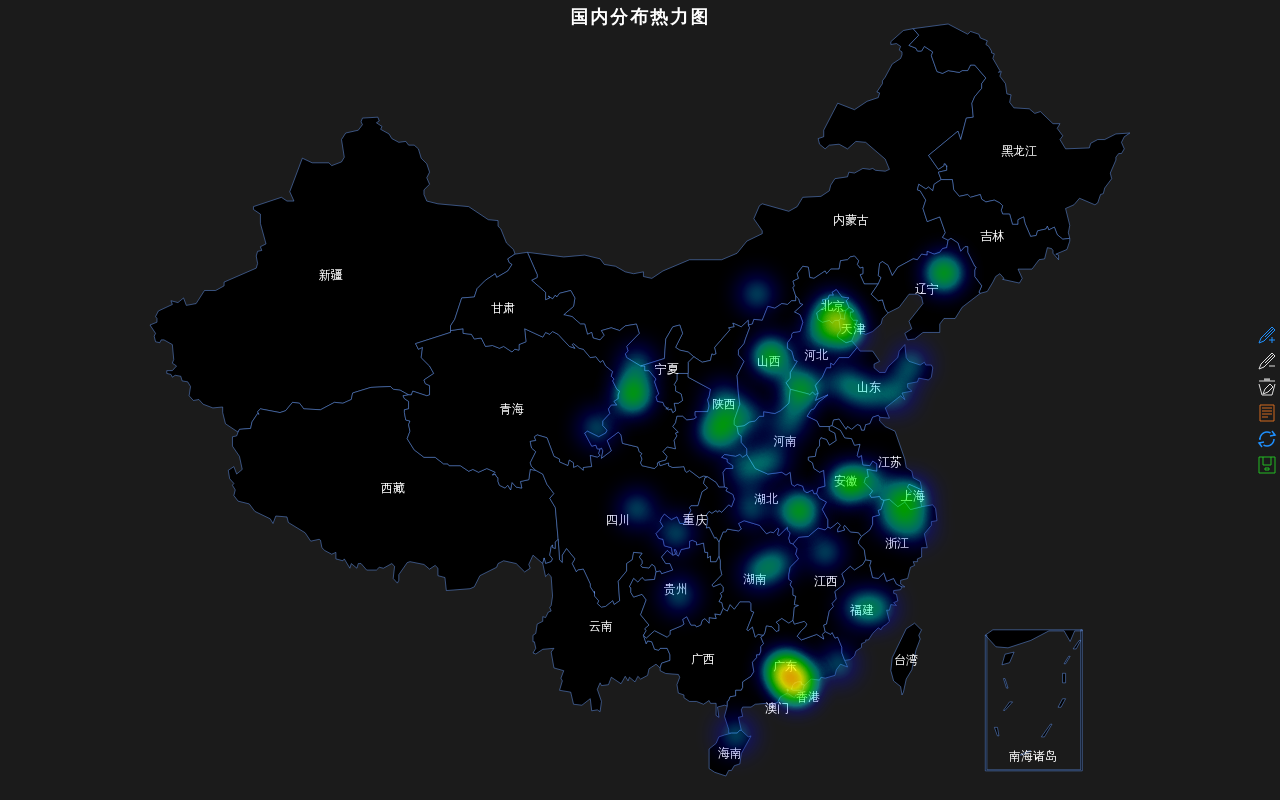 国内分布热力图
黑龙江
内蒙古
吉林
新疆
辽宁
甘肃
北京
天津
河北
山西
宁夏
山东
陕西
青海
河南
江苏
安徽
西藏
上海
湖北
四川
重庆
浙江
湖南
江西
贵州
福建
云南
广西
台湾
广东
香港
澳门
海南
南海诸岛